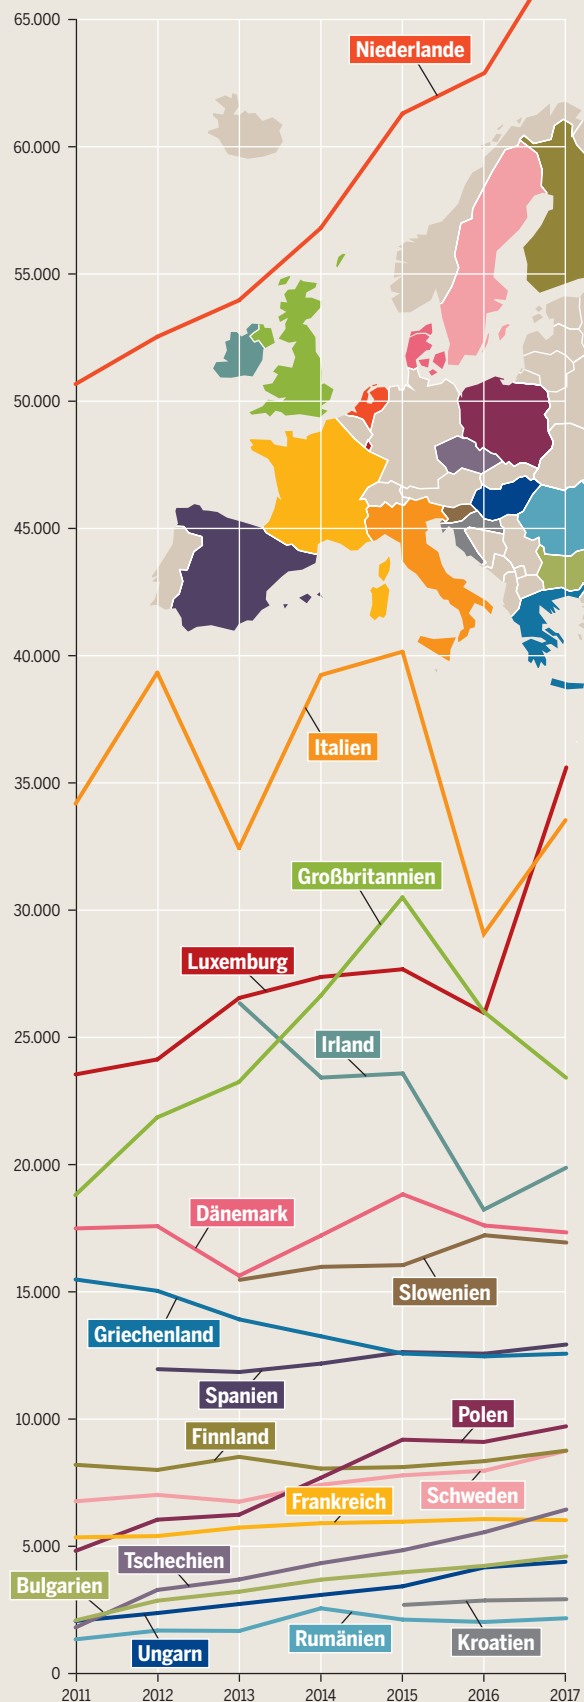 65.000
Niederlande
60.000
55.000
50.000
45.000
40.000
Italien
35.000
Großbritannien
30.000
Luxemburg
Irland
25.000
20.000
Dänemark
Slowenien
15.000
Griechenland
Spanien
Polen
10.000
Finnland
Schweden
Frankreich
5.000
Tschechien
Bulgarien
Rumänien
Kroatien
Ungarn
0
2011 2012 2013 2014 2015 2016 2017